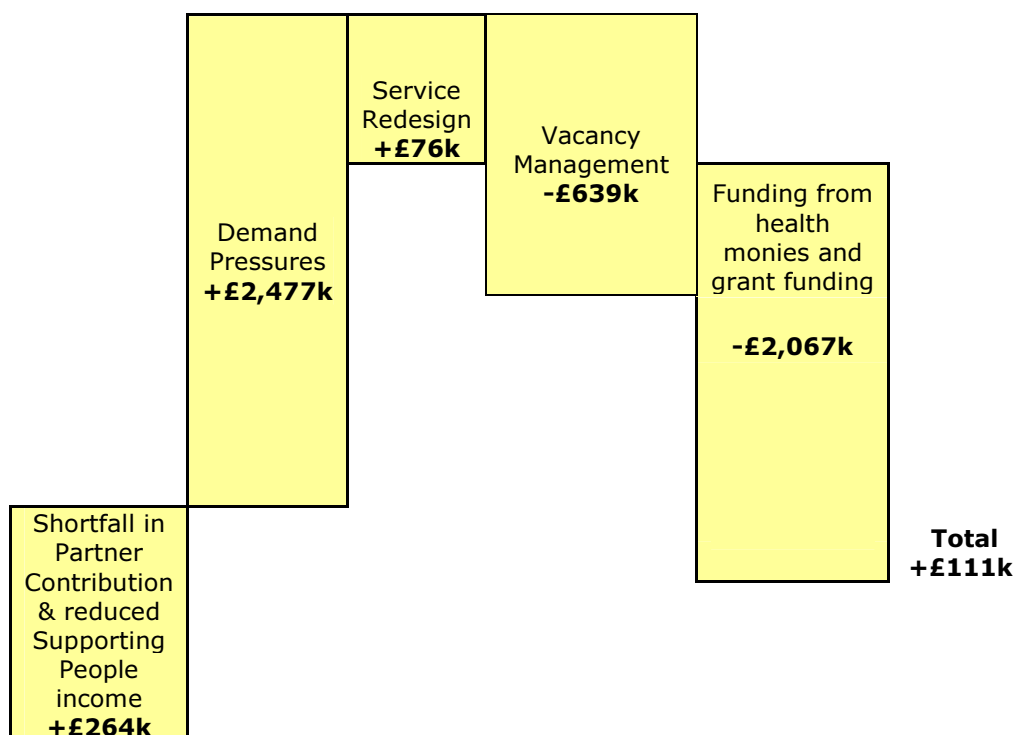 Service
Redesign
+£76k
Vacancy
Management
-£639k
Funding from
health
monies and
grant funding
-£2,067k
Demand
Pressures
+£2,477k
Shortfall in
Partner
Contribution
& reduced
Supporting
People
income
+£264k
Total
+£111k